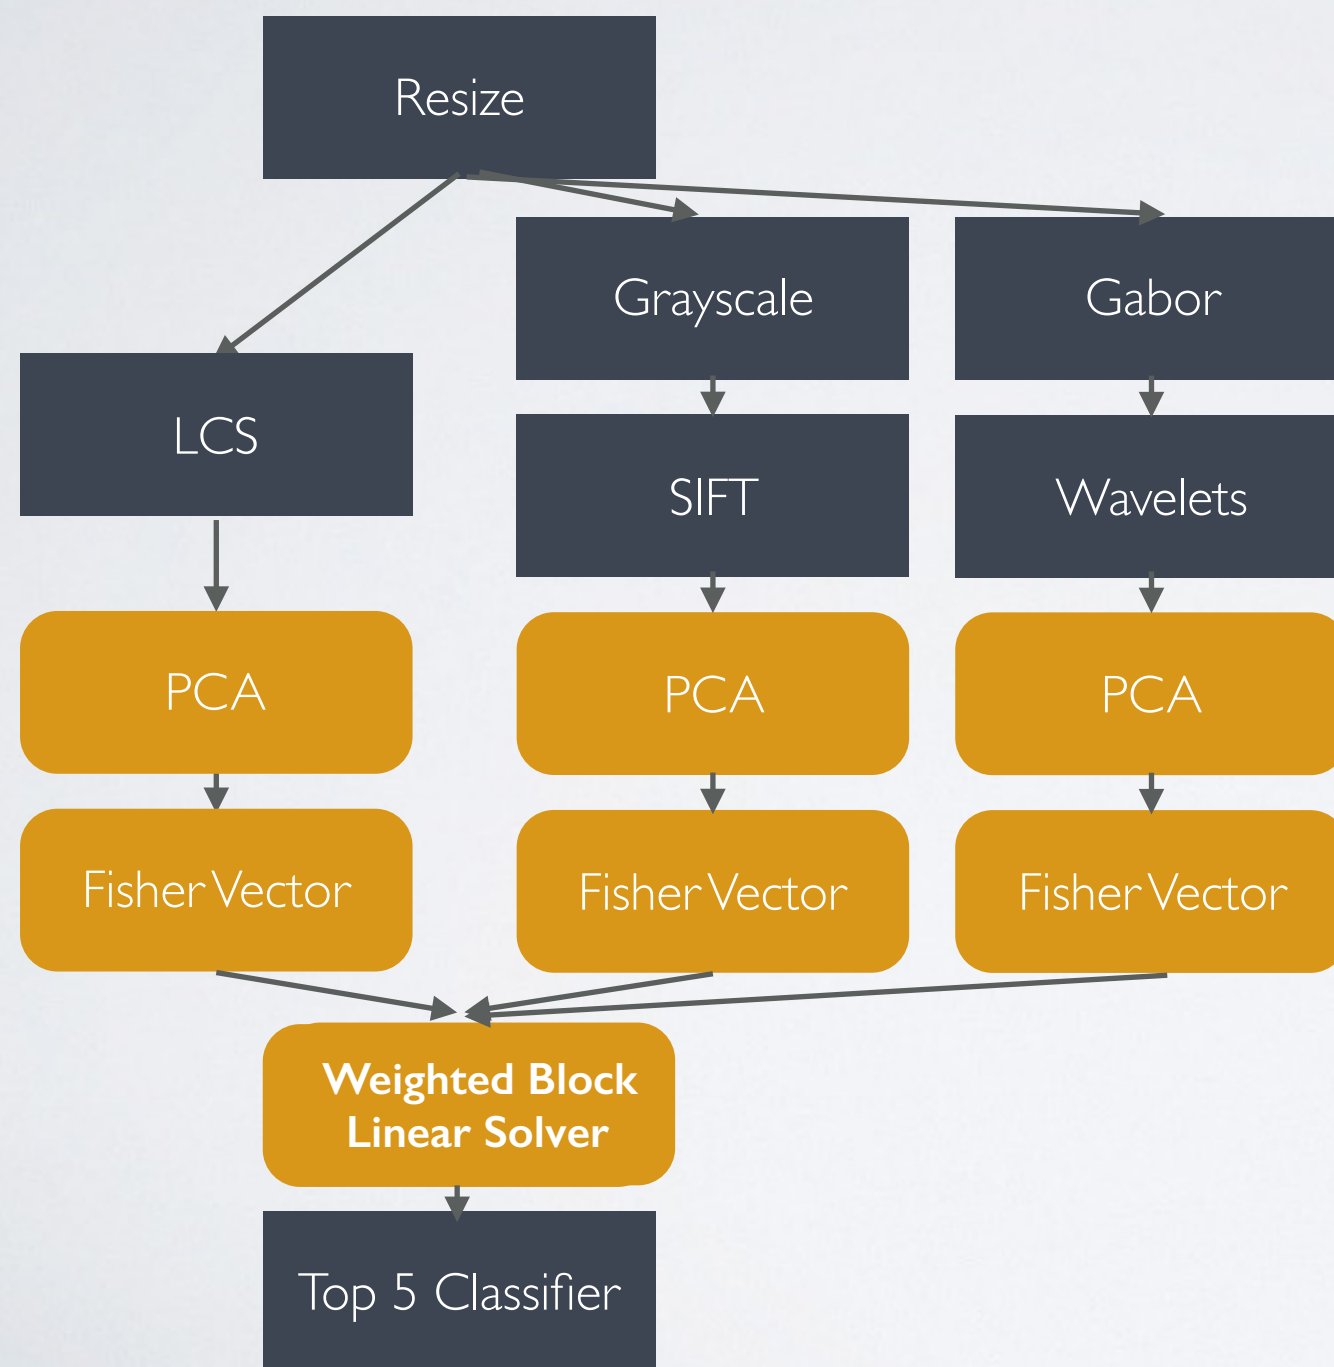 Resize
Grayscale
Gabor
LCS
SIFT
Wavelets
PCA
PCA
PCA
Fisher Vector
Fisher Vector
Fisher Vector
Weighted Block
Linear Solver
Top 5 Classifier